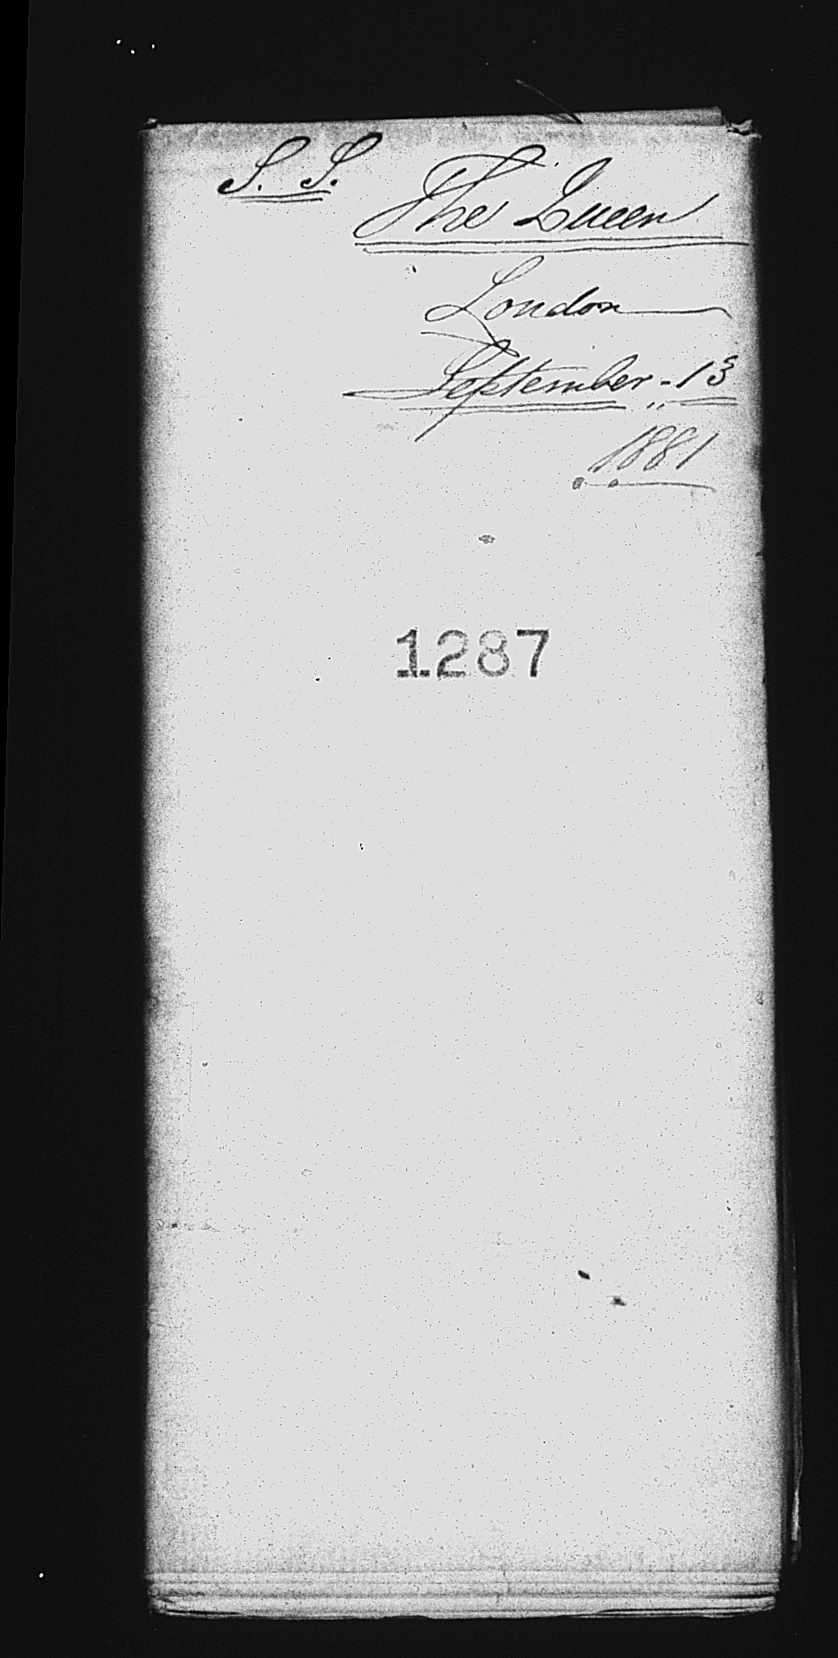 S. S. The Queen
London
September - 13
1881
1287